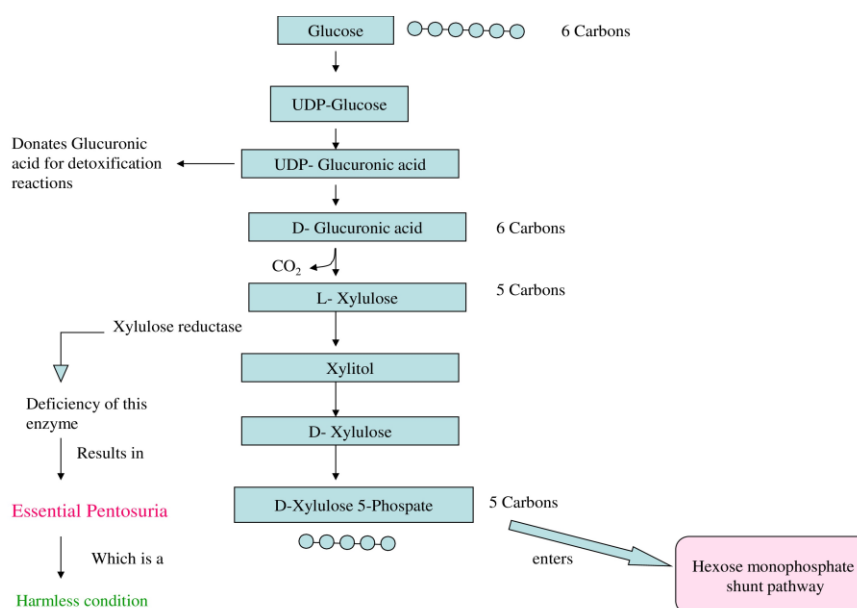 Glucose
6 Carbons
UDP-Glucose
Donates Glucuronic
acid for detoxification
reactions
UDP- Glucuronic acid
D- Glucuronic acid
6 Carbons
CO₂
L- Xylulose
5 Carbons
Xylulose reductase
Xylitol
Deficiency of this
enzyme
D- Xylulose
Results in
D-Xylulose 5-Phospate
5 Carbons
Essential Pentosuria
enters
Which is a
Hexose monophosphate
shunt pathway
Harmless condition